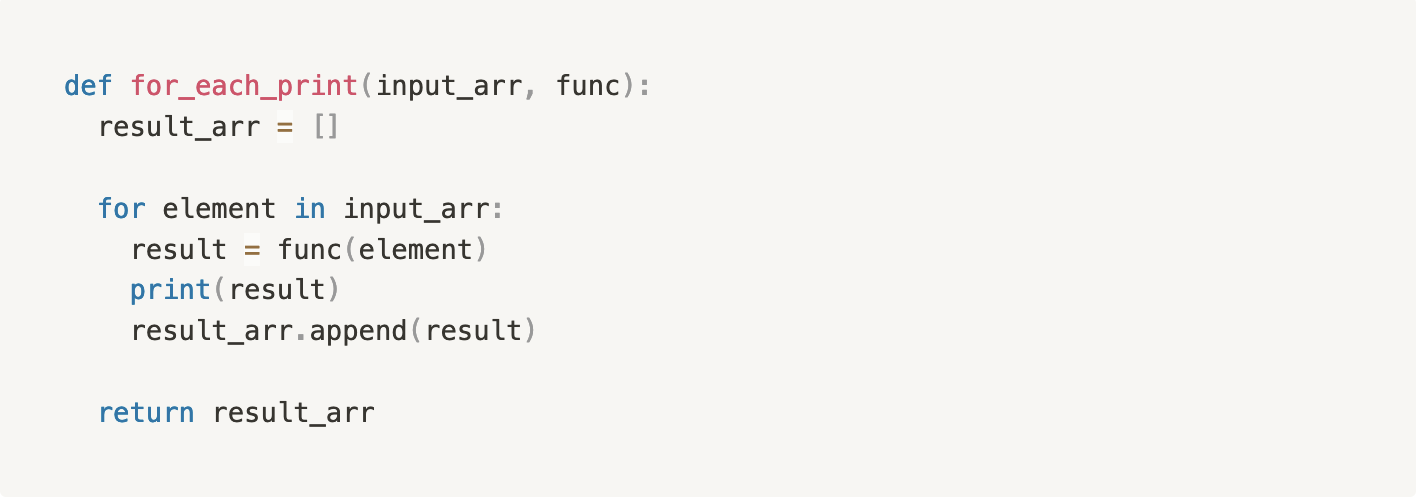 def for_each_print(input_arr, func):
  result_arr = []
  for element in input_arr:
    result = func(element)
    print(result)
    result_arr.append(result)
  return result_arr